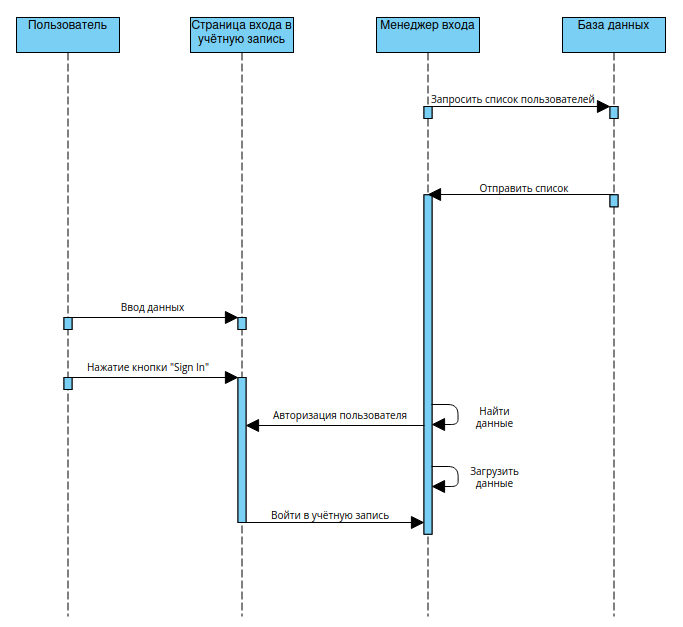 Пользователь
Страница входа в
учётную запись
Менеджер входа
База данных
Запросить список пользователей
Отправить список
Ввод данных
Нажатие кнопки "Sign In"
Найти
данные
Авторизация пользователя
Загрузить
данные
Войти в учётную запись